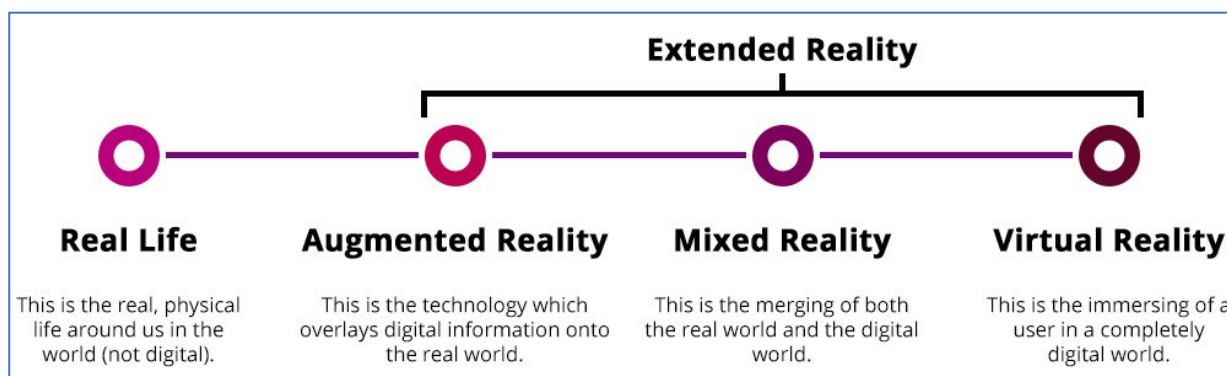 Extended Reality
Real Life
Augmented Reality
Mixed Reality
Virtual Reality
This is the real, physical
life around us in the
world (not digital).
This is the technology which
overlays digital information onto
the real world.
This is the merging of both
the real world and the digital
world.
This is the immersing of a
user in a completely
digital world.